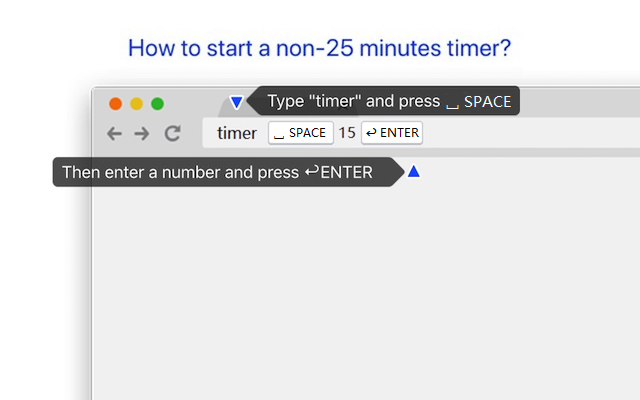 How to start a non-25 minutes timer?
Type "timer" and press ⎵ SPACE
timer ⎵ SPACE 15 ↩ ENTER
Then enter a number and press ↩ENTER